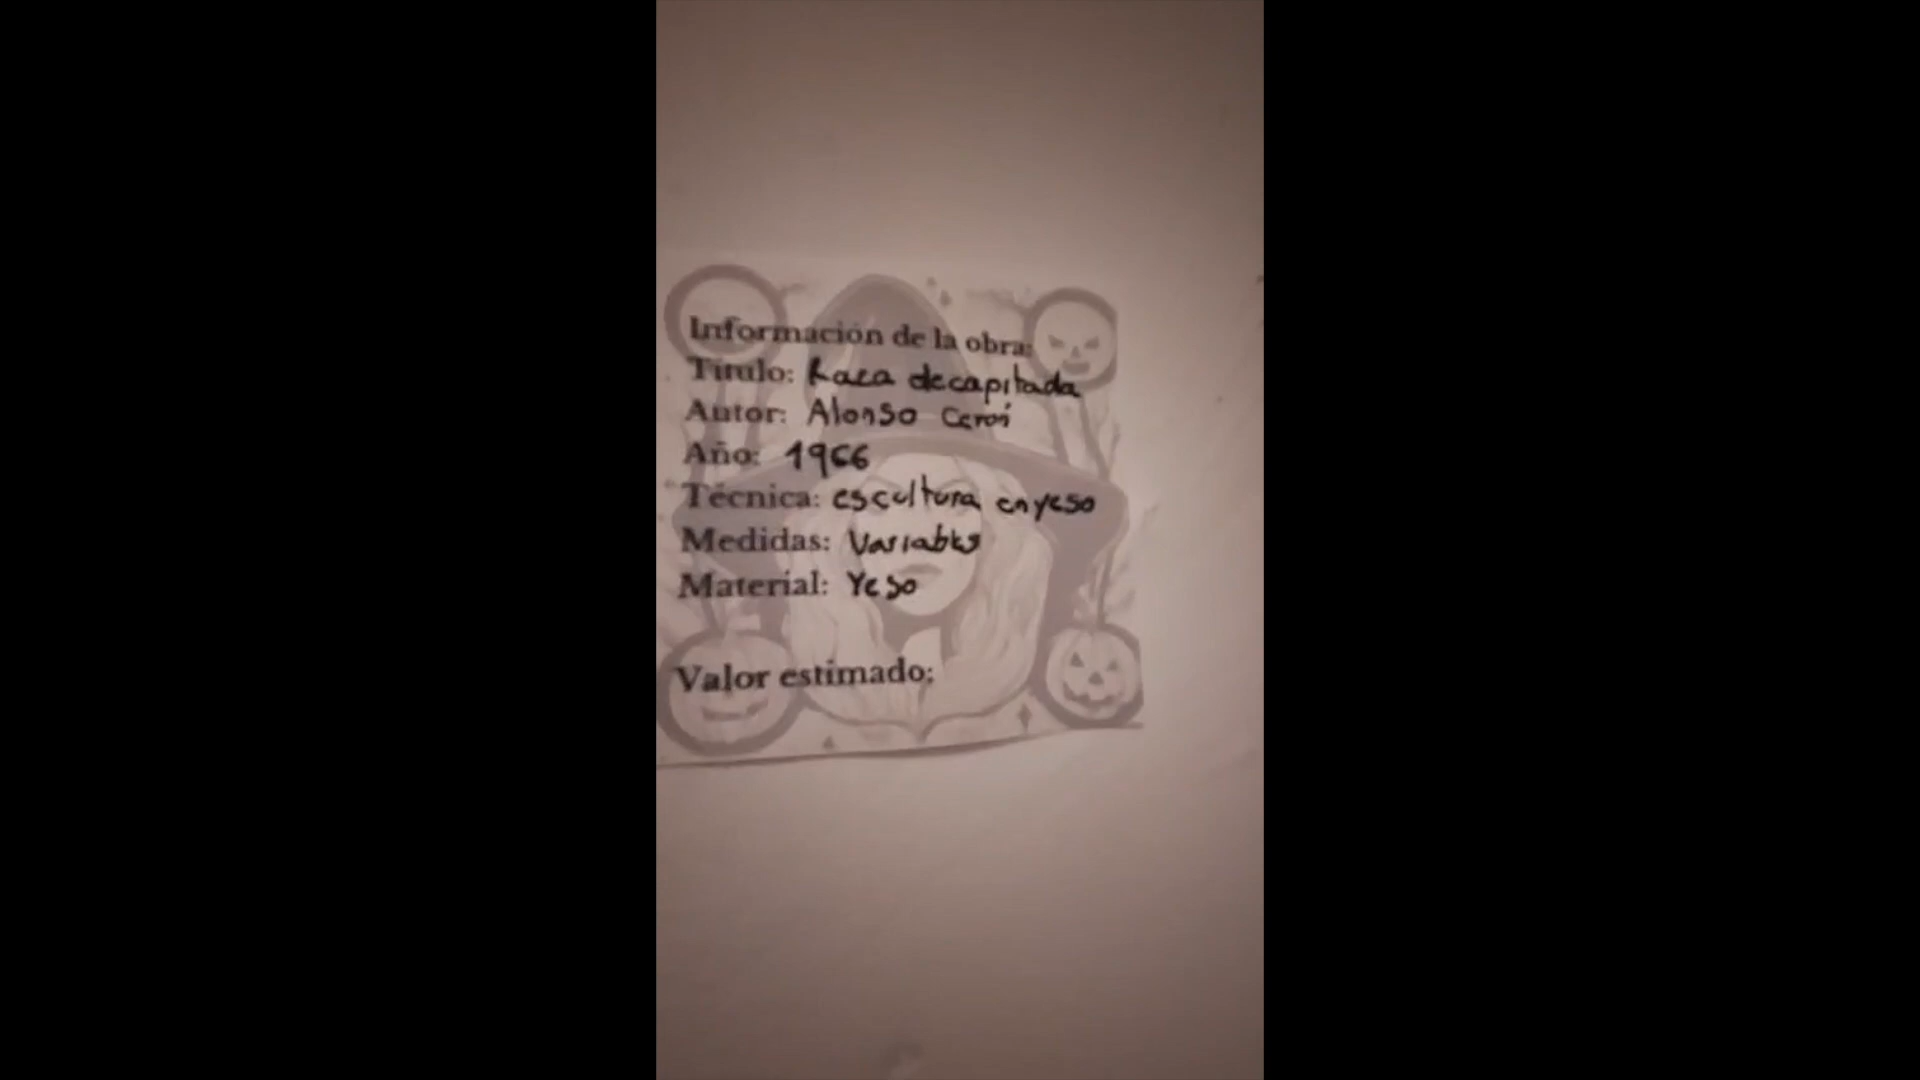 Información de la obra:
Título: decapitada
Autor: Alonso Ceroi
Año: 1966
Técnica: escultura en yeso
Medidas: Variables
Material: Yeso
Valor estimado: